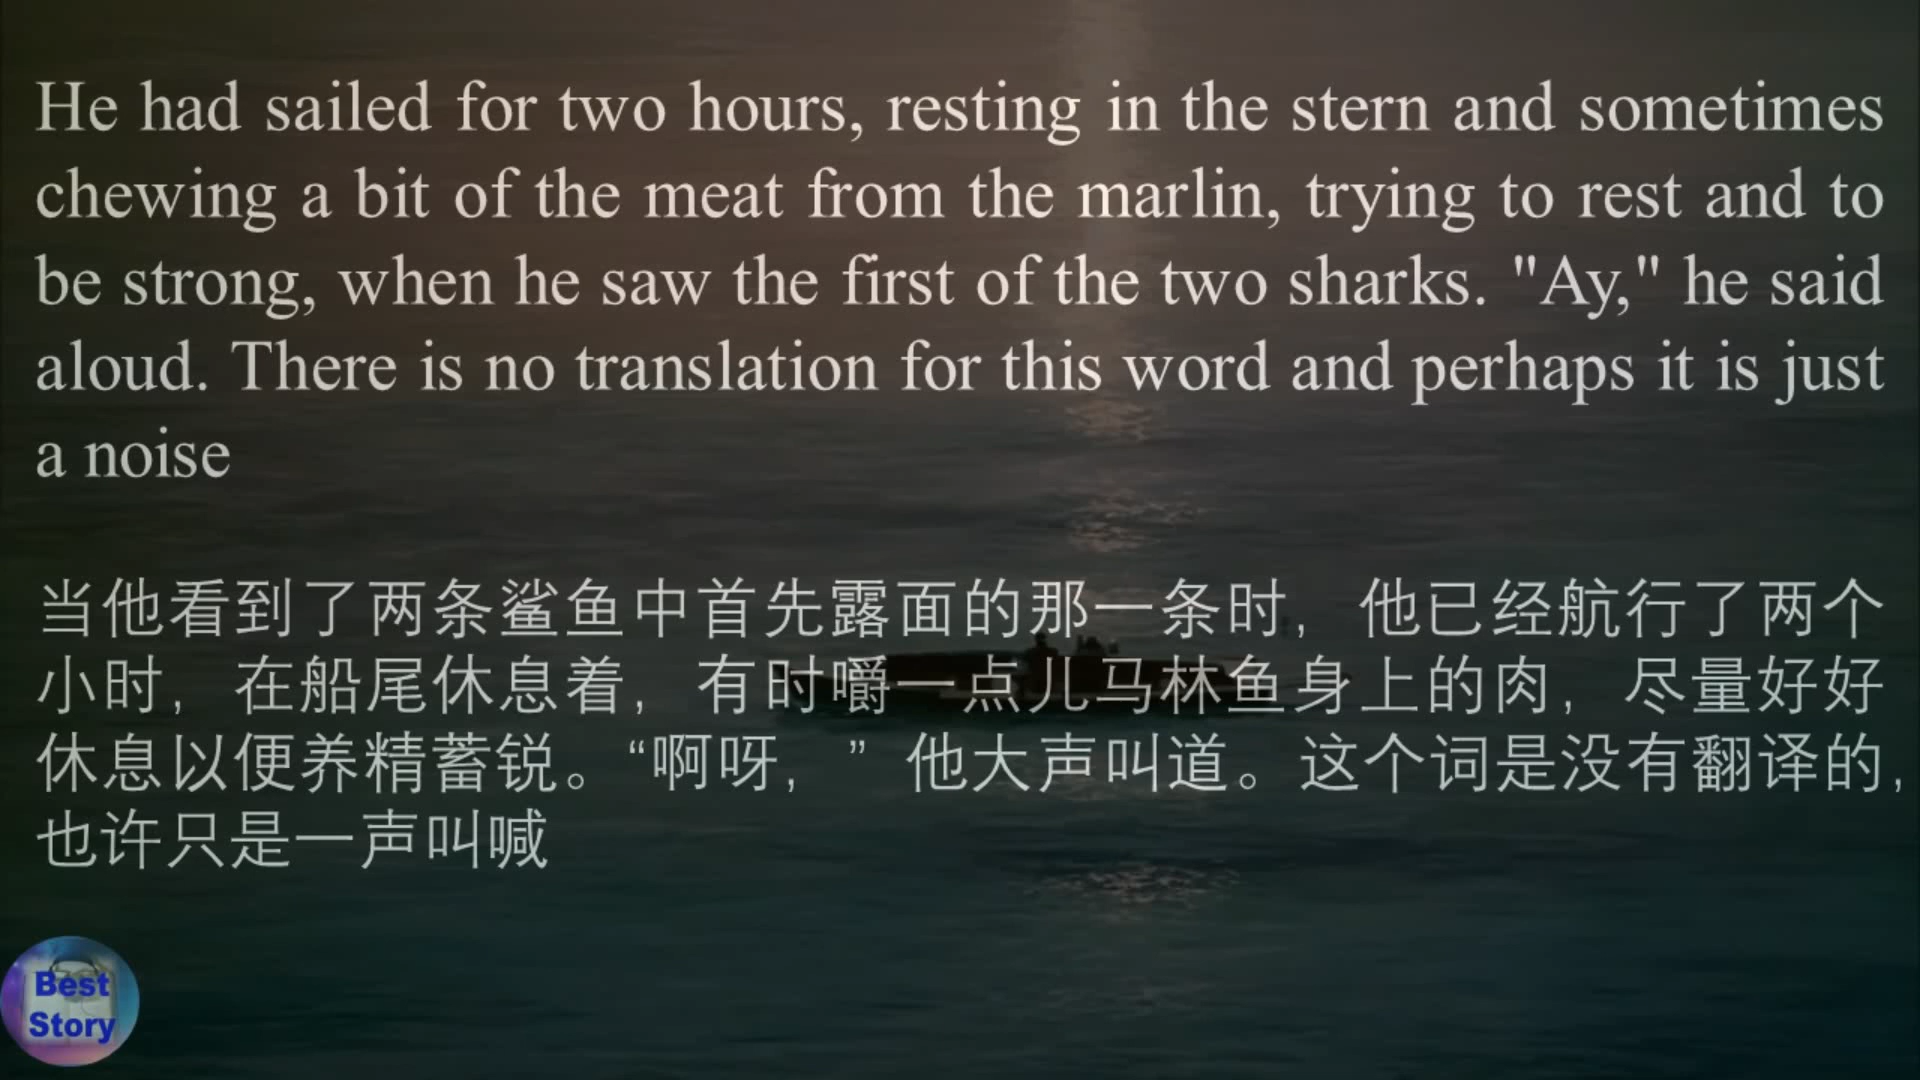 He had sailed for two hours, resting in the stern and sometimes
chewing a bit of the meat from the marlin, trying to rest and to
be strong, when he saw the first of the two sharks. "Ay," he said
aloud. There is no translation for this word and perhaps it is just
a noise
当他看到了两条鲨鱼中首先露面的那一条时，他已经航行了两个
小时，在船尾休息着，有时嚼一点儿马林鱼身上的肉，尽量好好
休息以便养精蓄锐。“啊呀，”他大声叫道。这个词是没有翻译的，
也许只是一声叫喊
Best
Story